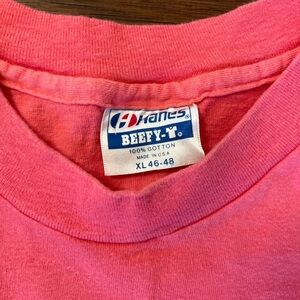 Hanes®
BEEFY-T®
100% COTTON
MADE IN U.S.A.
XL 46-48